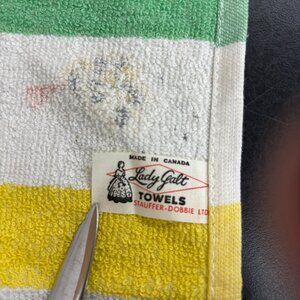 MADE IN CANADA
Lady Galt
TOWELS
STAUFFER-DOBBIE LTD